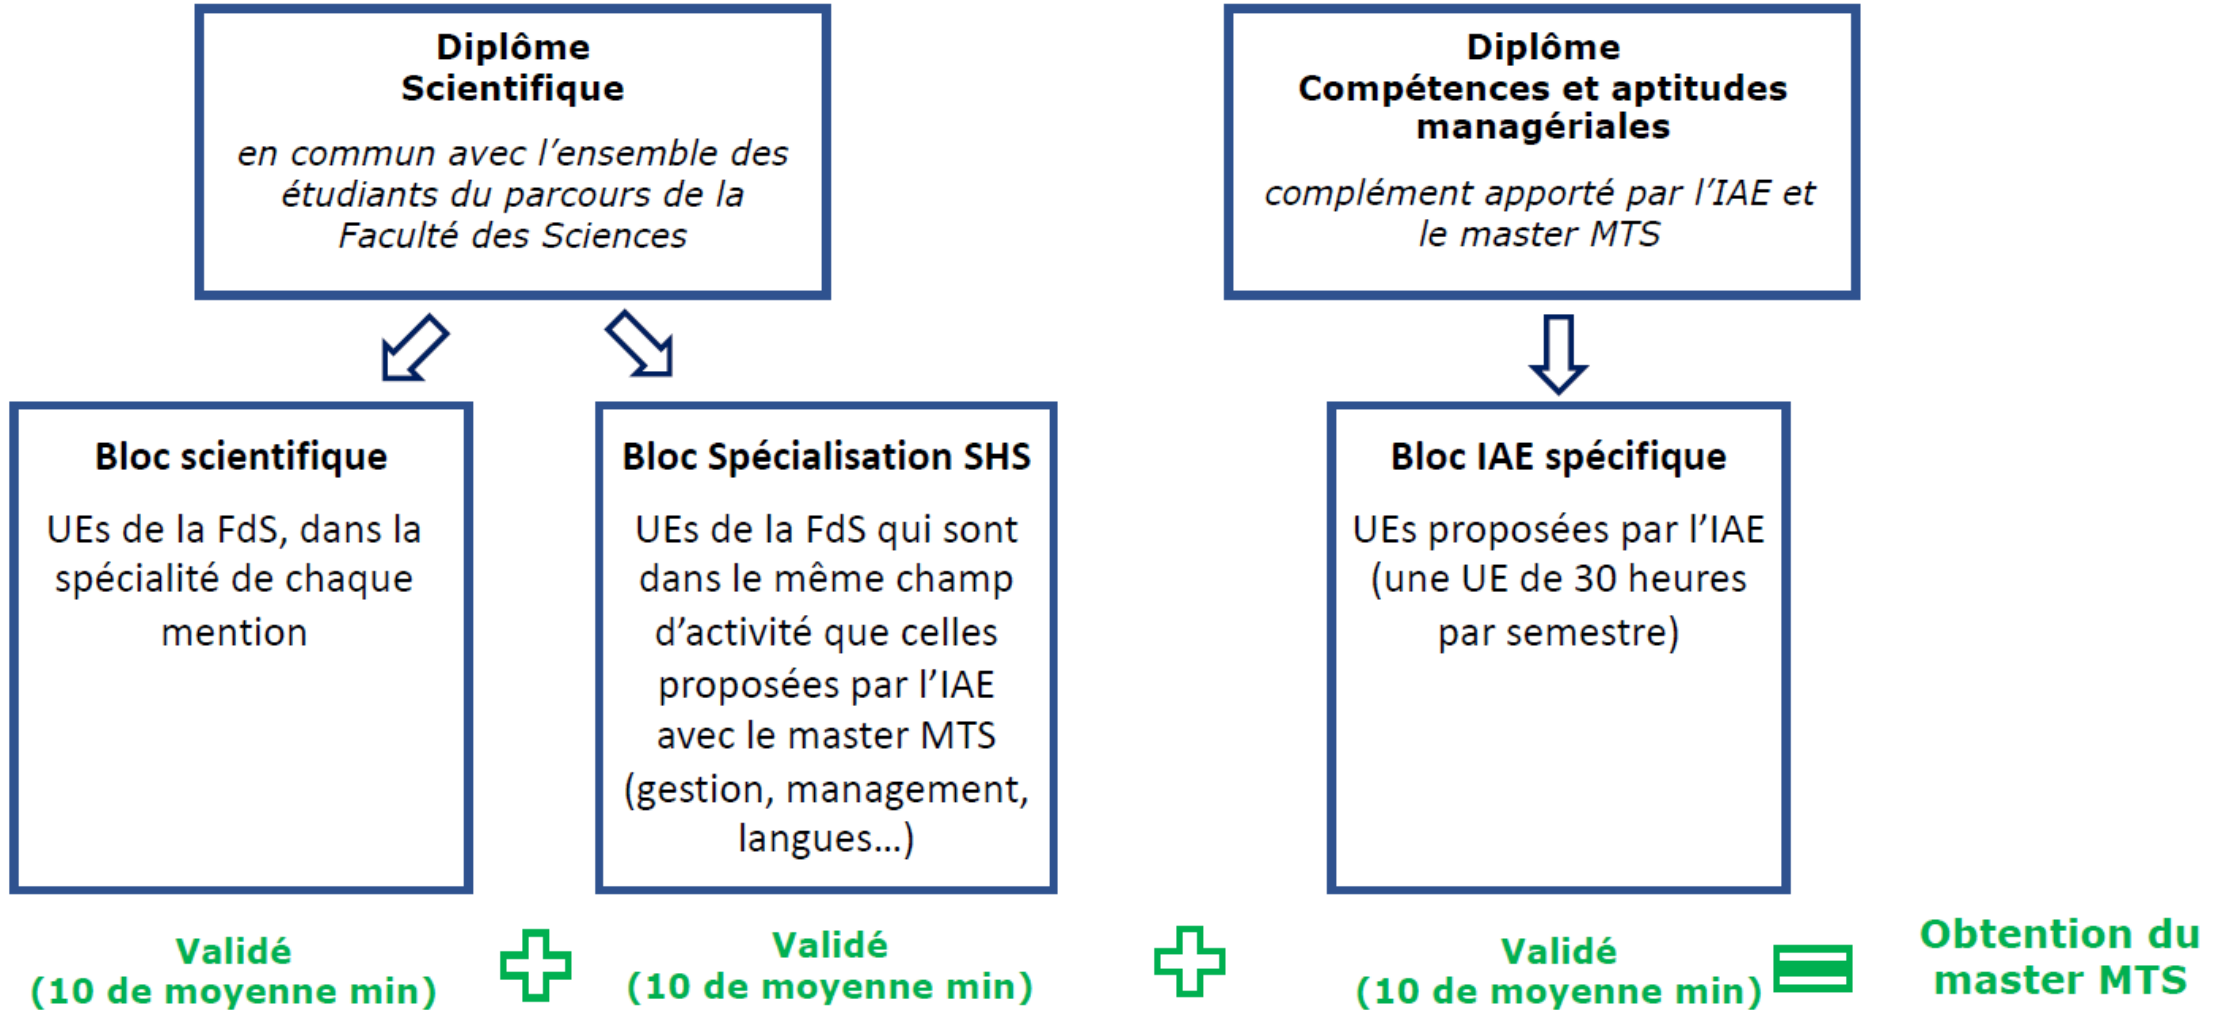 Diplôme
Scientifique
en commun avec l’ensemble des
étudiants du parcours de la
Faculté des Sciences
Diplôme
Compétences et aptitudes
managériales
complément apporté par l’IAE et
le master MTS
Bloc scientifique
UEs de la FdS, dans la
spécialité de chaque
mention
Bloc Spécialisation SHS
UEs de la FdS qui sont
dans le même champ
d’activité que celles
proposées par l’IAE
avec le master MTS
(gestion, management,
langues…)
Bloc IAE spécifique
UEs proposées par l’IAE
(une UE de 30 heures
par semestre)
Validé
(10 de moyenne min)
Validé
(10 de moyenne min)
Validé
(10 de moyenne min)
Obtention du
master MTS